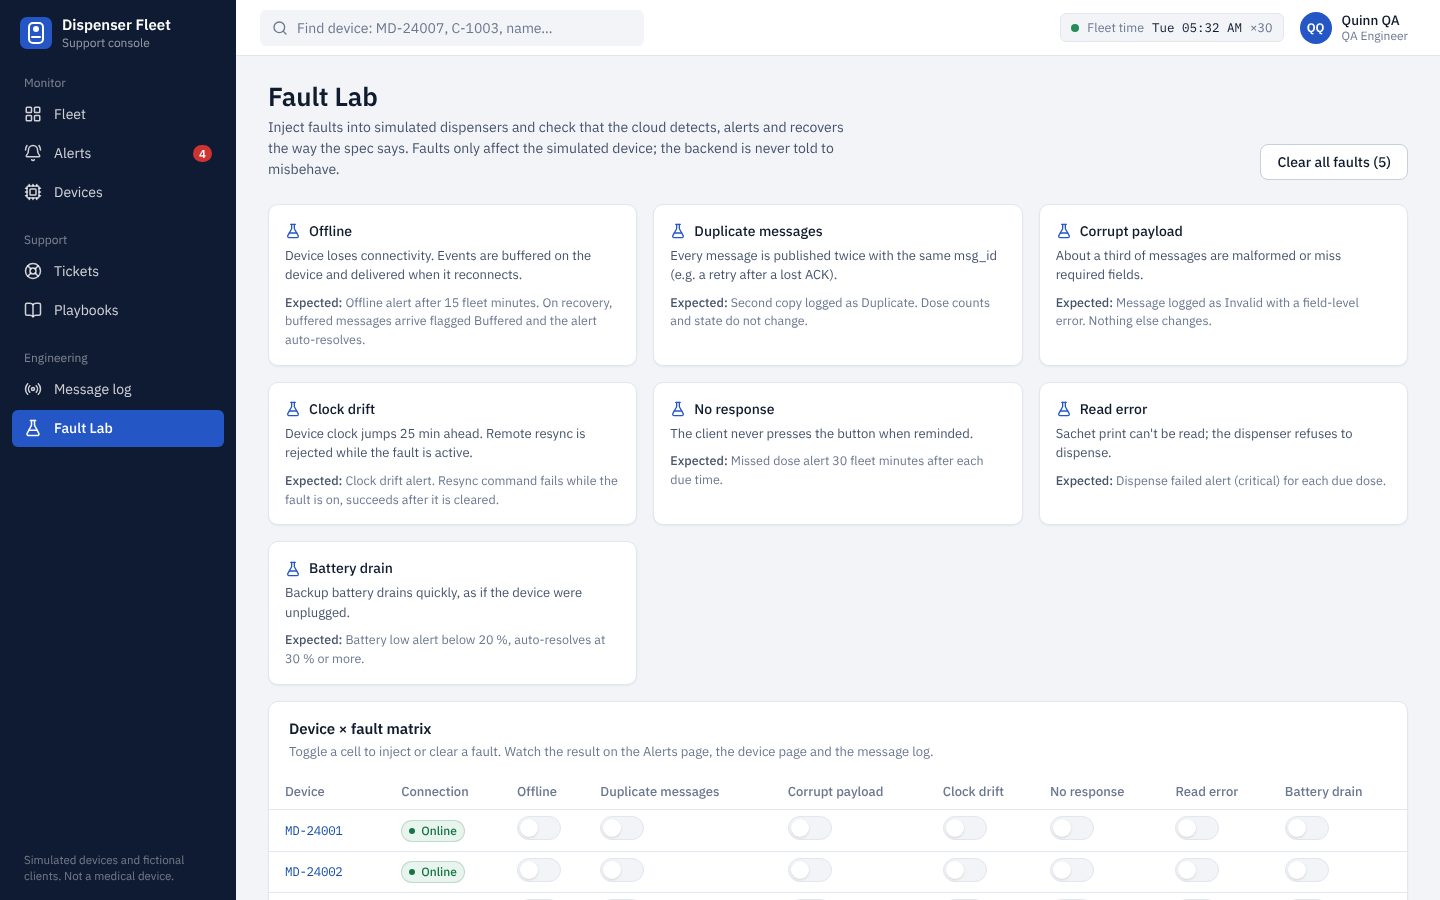 Dispenser Fleet
Support console
Monitor
Fleet
Alerts
4
Devices
Support
Tickets
Playbooks
Engineering
Message log
Fault Lab
Simulated devices and fictional
clients. Not a medical device.
Find device: MD-24007, C-1003, name...
Fleet time Tue 05:32 AM ×30
QQ
Quinn QA
QA Engineer
Fault Lab
Inject faults into simulated dispensers and check that the cloud detects, alerts and recovers
the way the spec says. Faults only affect the simulated device; the backend is never told to
misbehave.
Clear all faults (5)
Offline
Device loses connectivity. Events are buffered on the
device and delivered when it reconnects.
Expected: Offline alert after 15 fleet minutes. On recovery,
buffered messages arrive flagged Buffered and the alert
auto-resolves.
Duplicate messages
Every message is published twice with the same msg_id
(e.g. a retry after a lost ACK).
Expected: Second copy logged as Duplicate. Dose counts
and state do not change.
Corrupt payload
About a third of messages are malformed or miss
required fields.
Expected: Message logged as Invalid with a field-level
error. Nothing else changes.
Clock drift
Device clock jumps 25 min ahead. Remote resync is
rejected while the fault is active.
Expected: Clock drift alert. Resync command fails while the
fault is on, succeeds after it is cleared.
No response
The client never presses the button when reminded.
Expected: Missed dose alert 30 fleet minutes after each
due time.
Read error
Sachet print can't be read; the dispenser refuses to
dispense.
Expected: Dispense failed alert (critical) for each due dose.
Battery drain
Backup battery drains quickly, as if the device were
unplugged.
Expected: Battery low alert below 20 %, auto-resolves at
30 % or more.
Device × fault matrix
Toggle a cell to inject or clear a fault. Watch the result on the Alerts page, the device page and the message log.
Device Connection Offline Duplicate messages Corrupt payload Clock drift No response Read error Battery drain
MD-24001 Online
MD-24002 Online